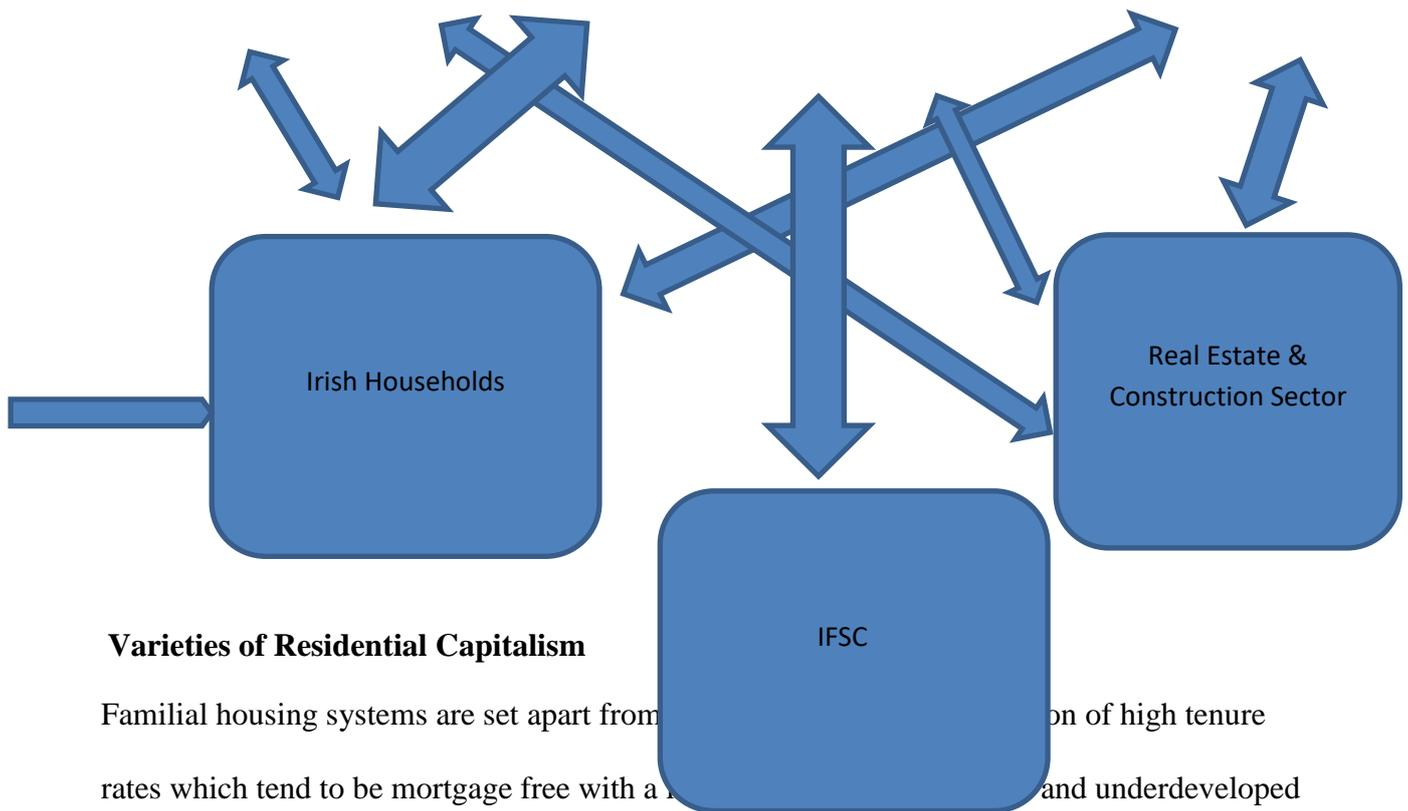 Irish Households
Real Estate &
Construction Sector
IFSC
Varieties of Residential Capitalism
Familial housing systems are set apart from on of high tenure
rates which tend to be mortgage free with a and underdeveloped